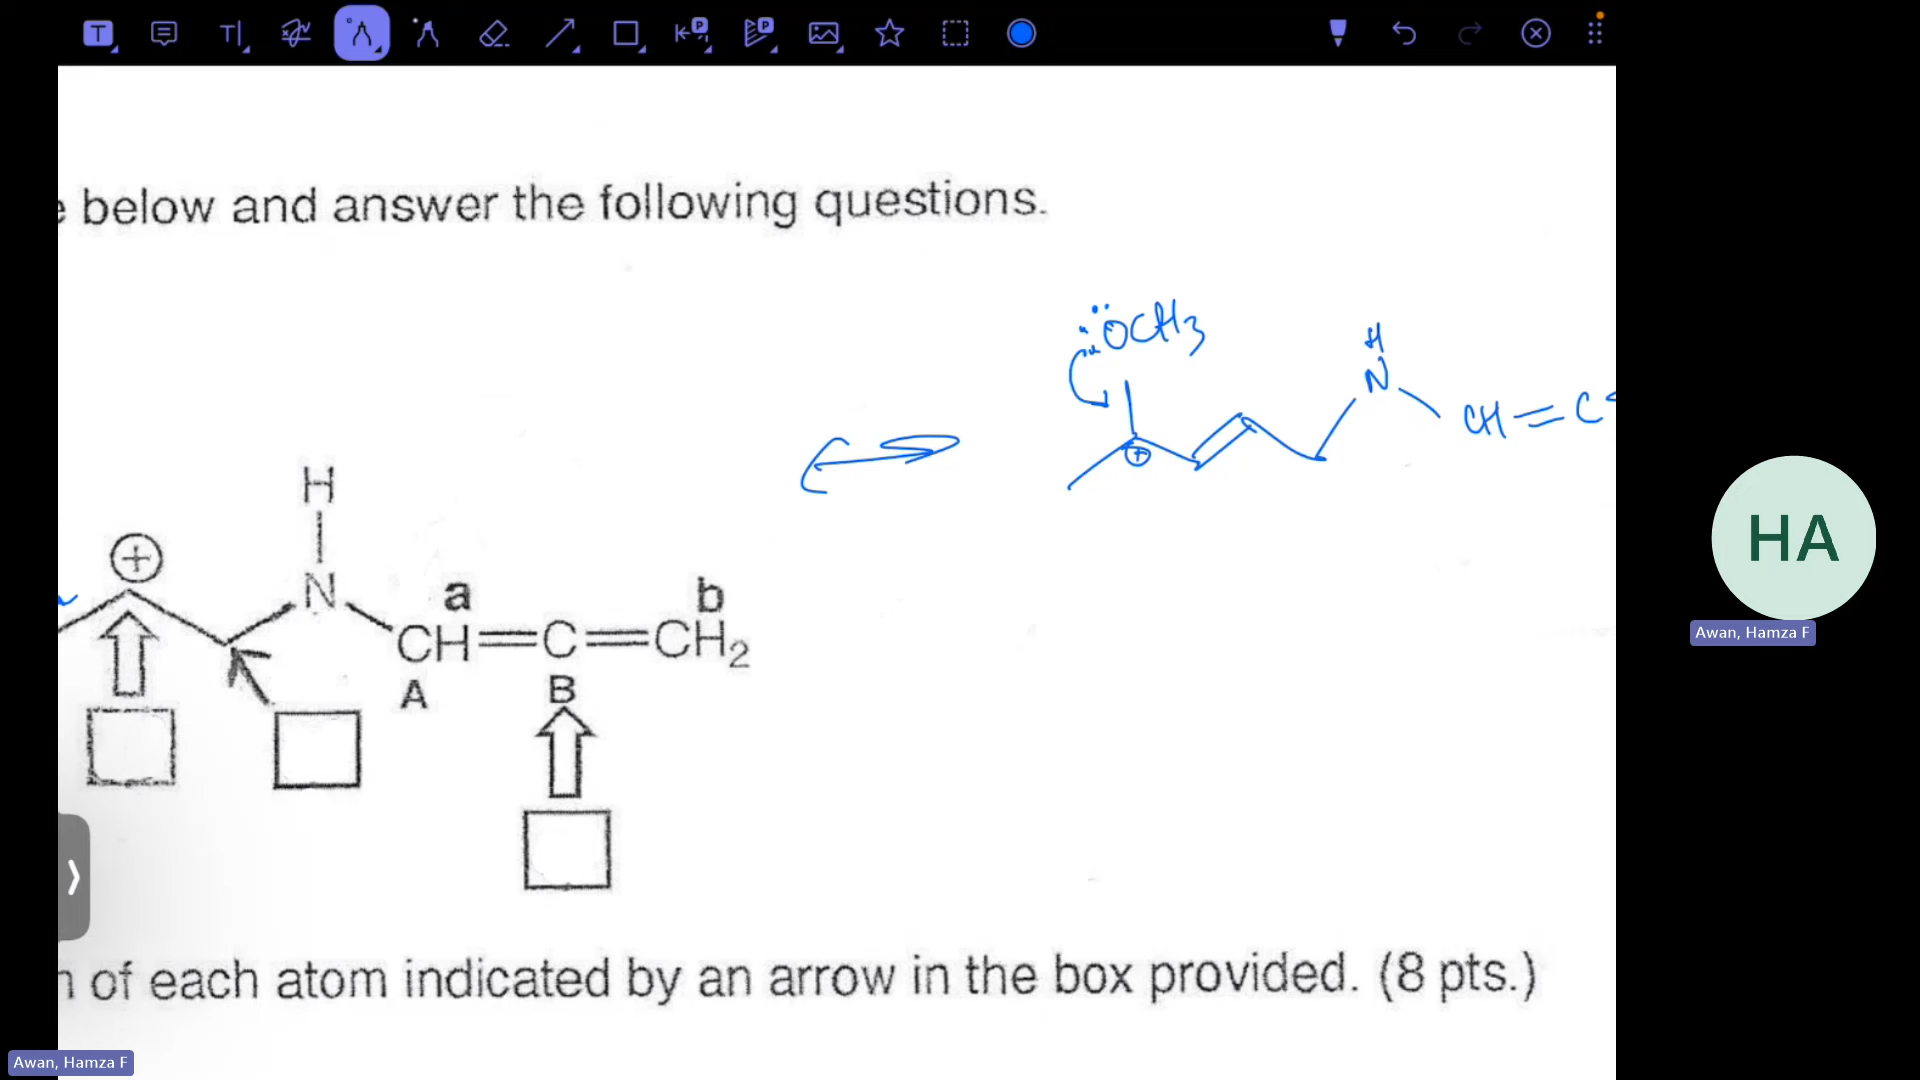 T T| P P
e below and answer the following questions.
:ÖCH3
H
N
CH=C
+
H
+
N
a b
CH=C=CH2
A B
HA
Awan, Hamza F
n of each atom indicated by an arrow in the box provided. (8 pts.)
Awan, Hamza F